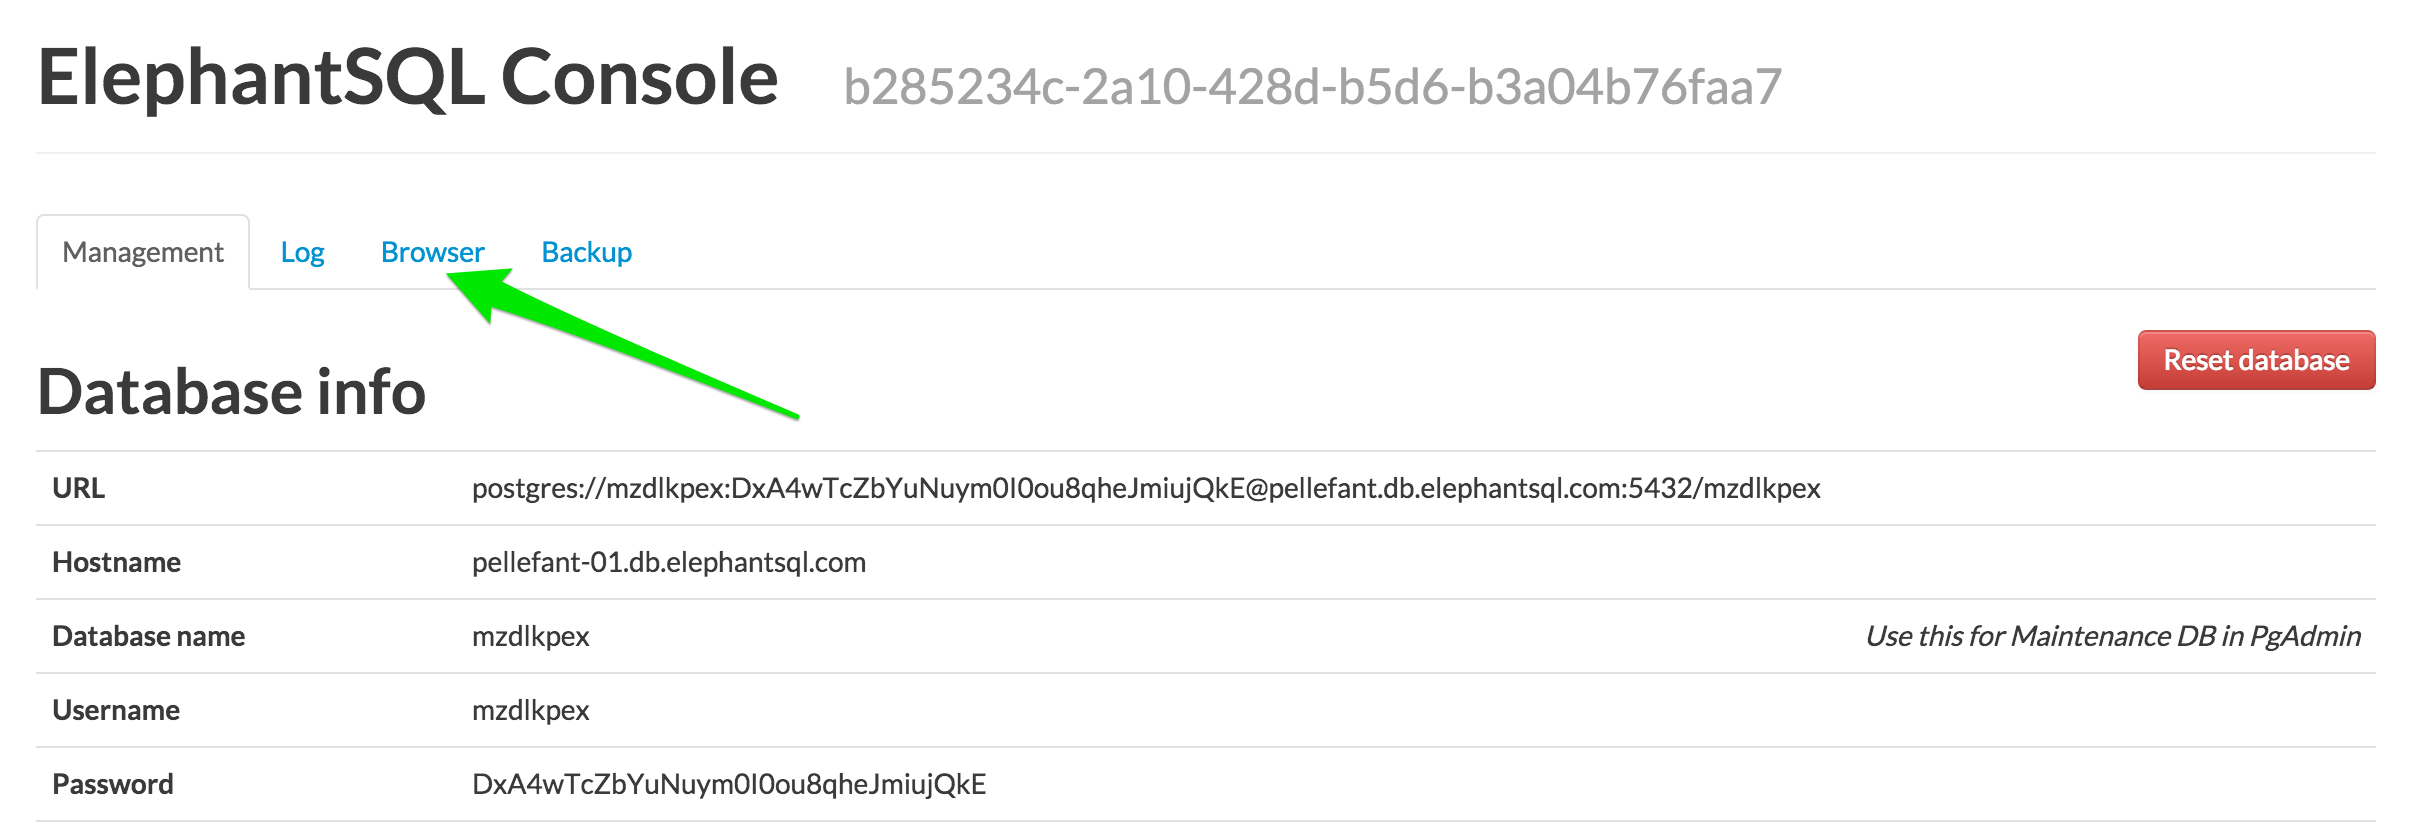 ElephantSQL Console b285234c-2a10-428d-b5d6-b3a04b76faa7
Management Log Browser Backup
Reset database
Database info
URL postgres://mzdlkpex:DxA4wTcZbYuNuym0I0ou8qheJmiujQkE@pellefant.db.elephantsql.com:5432/mzdlkpex
Hostname pellefant-01.db.elephantsql.com
Database name mzdlkpex Use this for Maintenance DB in PgAdmin
Username mzdlkpex
Password DxA4wTcZbYuNuym0I0ou8qheJmiujQkE